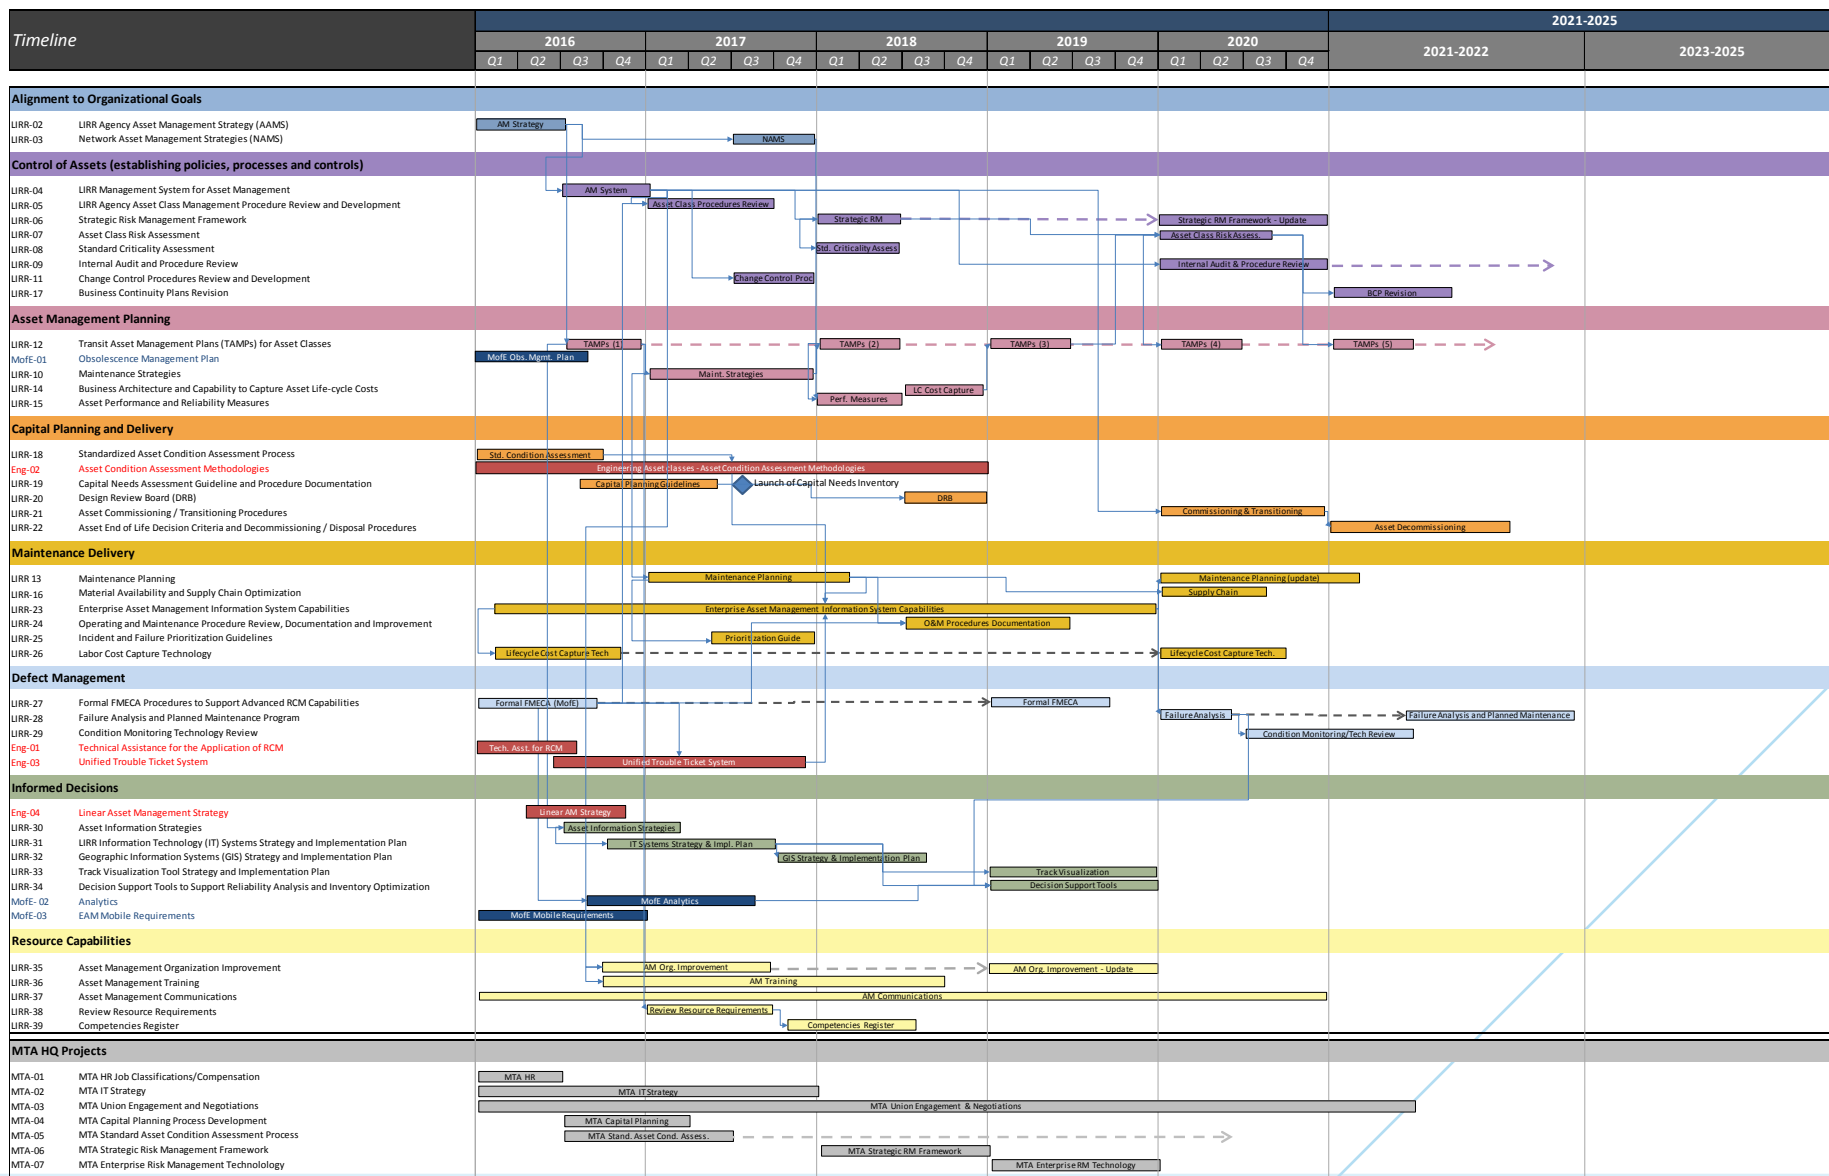 2021-2025
Timeline
2016 2017 2018 2019 2020 2021-2022 2023-2025
Q1 Q2 Q3 Q4 Q1 Q2 Q3 Q4 Q1 Q2 Q3 Q4 Q1 Q2 Q3 Q4 Q1 Q2 Q3 Q4
Alignment to Organizational Goals
LIRR-02 LIRR Agency Asset Management Strategy (AAMS) AM Strategy
LIRR-03 Network Asset Management Strategies (NAMS) NAMS
Control of Assets (establishing policies, processes and controls)
LIRR-04 LIRR Management System for Asset Management AM System
LIRR-05 LIRR Agency Asset Class Management Procedure Review and Development Asset Class Procedures Review
LIRR-06 Strategic Risk Management Framework Strategic RM Strategic RM Framework - Update
LIRR-07 Asset Class Risk Assessment Asset Class Risk Assess.
LIRR-08 Standard Criticality Assessment Std. Criticality Assess
LIRR-09 Internal Audit and Procedure Review Internal Audit & Procedure Review
LIRR-11 Change Control Procedures Review and Development Change Control Proc
LIRR-17 Business Continuity Plans Revision BCP Revision
Asset Management Planning
LIRR-12 Transit Asset Management Plans (TAMPs) for Asset Classes TAMPs (1) TAMPs (2) TAMPs (3) TAMPs (4) TAMPs (5)
MofE-01 Obsolescence Management Plan MofE Obs. Mgmt. Plan
LIRR-10 Maintenance Strategies Maint. Strategies
LIRR-14 Business Architecture and Capability to Capture Asset Life-cycle Costs LC Cost Capture
LIRR-15 Asset Performance and Reliability Measures Perf. Measures
Capital Planning and Delivery
LIRR-18 Standardized Asset Condition Assessment Process Std. Condition Assessment
Eng-02 Asset Condition Assessment Methodologies Engineering Asset classes - Asset Condition Assessment Methodologies
LIRR-19 Capital Needs Assessment Guideline and Procedure Documentation Capital Planning Guidelines Launch of Capital Needs Inventory
LIRR-20 Design Review Board (DRB) DRB
LIRR-21 Asset Commissioning / Transitioning Procedures Commissioning & Transitioning
LIRR-22 Asset End of Life Decision Criteria and Decommissioning / Disposal Procedures Asset Decommissioning
Maintenance Delivery
LIRR 13 Maintenance Planning Maintenance Planning Maintenance Planning (update)
LIRR-16 Material Availability and Supply Chain Optimization Supply Chain
LIRR-23 Enterprise Asset Management Information System Capabilities Enterprise Asset Management Information System Capabilities
LIRR-24 Operating and Maintenance Procedure Review, Documentation and Improvement O&M Procedures Documentation
LIRR-25 Incident and Failure Prioritization Guidelines Prioritization Guide
LIRR-26 Labor Cost Capture Technology Lifecycle Cost Capture Tech Lifecycle Cost Capture Tech.
Defect Management
LIRR-27 Formal FMECA Procedures to Support Advanced RCM Capabilities Formal FMECA (MofE) Formal FMECA
LIRR-28 Failure Analysis and Planned Maintenance Program Failure Analysis Failure Analysis and Planned Maintenance
LIRR-29 Condition Monitoring Technology Review Condition Monitoring/Tech Review
Eng-01 Technical Assistance for the Application of RCM Tech. Asst. for RCM
Eng-03 Unified Trouble Ticket System Unified Trouble Ticket System
Informed Decisions
Eng-04 Linear Asset Management Strategy Linear AM Strategy
LIRR-30 Asset Information Strategies Asset Information Strategies
LIRR-31 LIRR Information Technology (IT) Systems Strategy and Implementation Plan IT Systems Strategy & Impl. Plan
LIRR-32 Geographic Information Systems (GIS) Strategy and Implementation Plan GIS Strategy & Implementation Plan
LIRR-33 Track Visualization Tool Strategy and Implementation Plan Track Visualization
LIRR-34 Decision Support Tools to Support Reliability Analysis and Inventory Optimization Decision Support Tools
MofE- 02 Analytics MofE Analytics
MofE-03 EAM Mobile Requirements MofE Mobile Requirements
Resource Capabilities
LIRR-35 Asset Management Organization Improvement AM Org. Improvement AM Org. Improvement - Update
LIRR-36 Asset Management Training AM Training
LIRR-37 Asset Management Communications AM Communications
LIRR-38 Review Resource Requirements Review Resource Requirements
LIRR-39 Competencies Register Competencies Register
MTA HQ Projects
MTA-01 MTA HR Job Classifications/Compensation MTA HR
MTA-02 MTA IT Strategy MTA IT Strategy
MTA-03 MTA Union Engagement and Negotiations MTA Union Engagement & Negotiations
MTA-04 MTA Capital Planning Process Development MTA Capital Planning
MTA-05 MTA Standard Asset Condition Assessment Process MTA Stand. Asset Cond. Assess.
MTA-06 MTA Strategic Risk Management Framework MTA Strategic RM Framework
MTA-07 MTA Enterprise Risk Management Technolology MTA Enterprise RM Technology